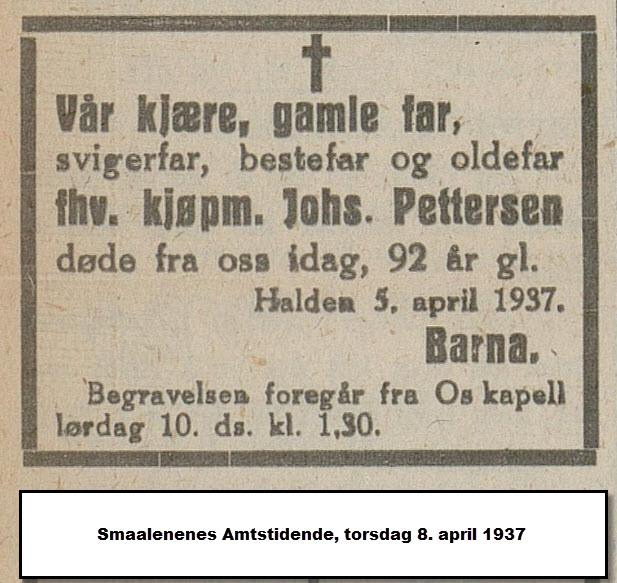 Vår kjære, gamle far,
svigerfar, bestefar og oldefar
fhv. kjøpm. Johs. Pettersen
døde fra oss idag, 92 år gl.
Halden 5. april 1937.
Barna.
Begravelsen foregår fra Os kapell
lørdag 10. ds. kl. 1,30.
Smaalenenes Amtstidende, torsdag 8. april 1937